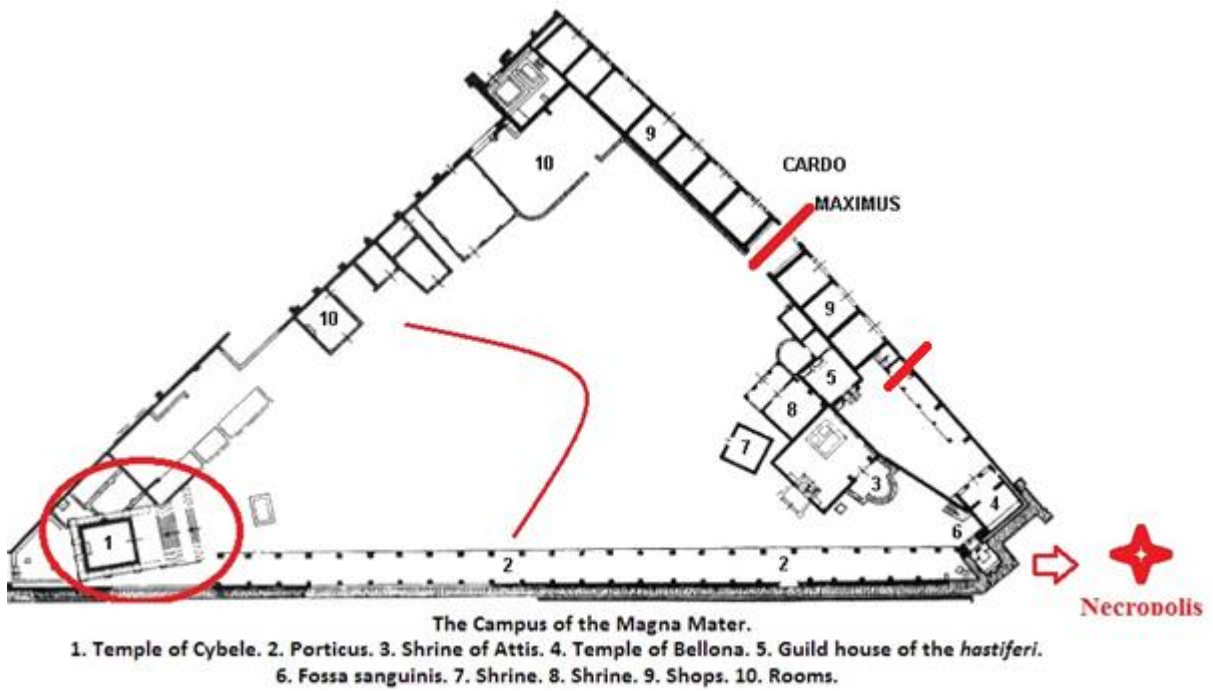 10
9
CARDO
MAXIMUS
9
10
5
8
7
3
4
1
6
2
2
Necropolis
The Campus of the Magna Mater.
1. Temple of Cybele. 2. Porticus. 3. Shrine of Attis. 4. Temple of Bellona. 5. Guild house of the hastiferi.
6. Fossa sanguinis. 7. Shrine. 8. Shrine. 9. Shops. 10. Rooms.